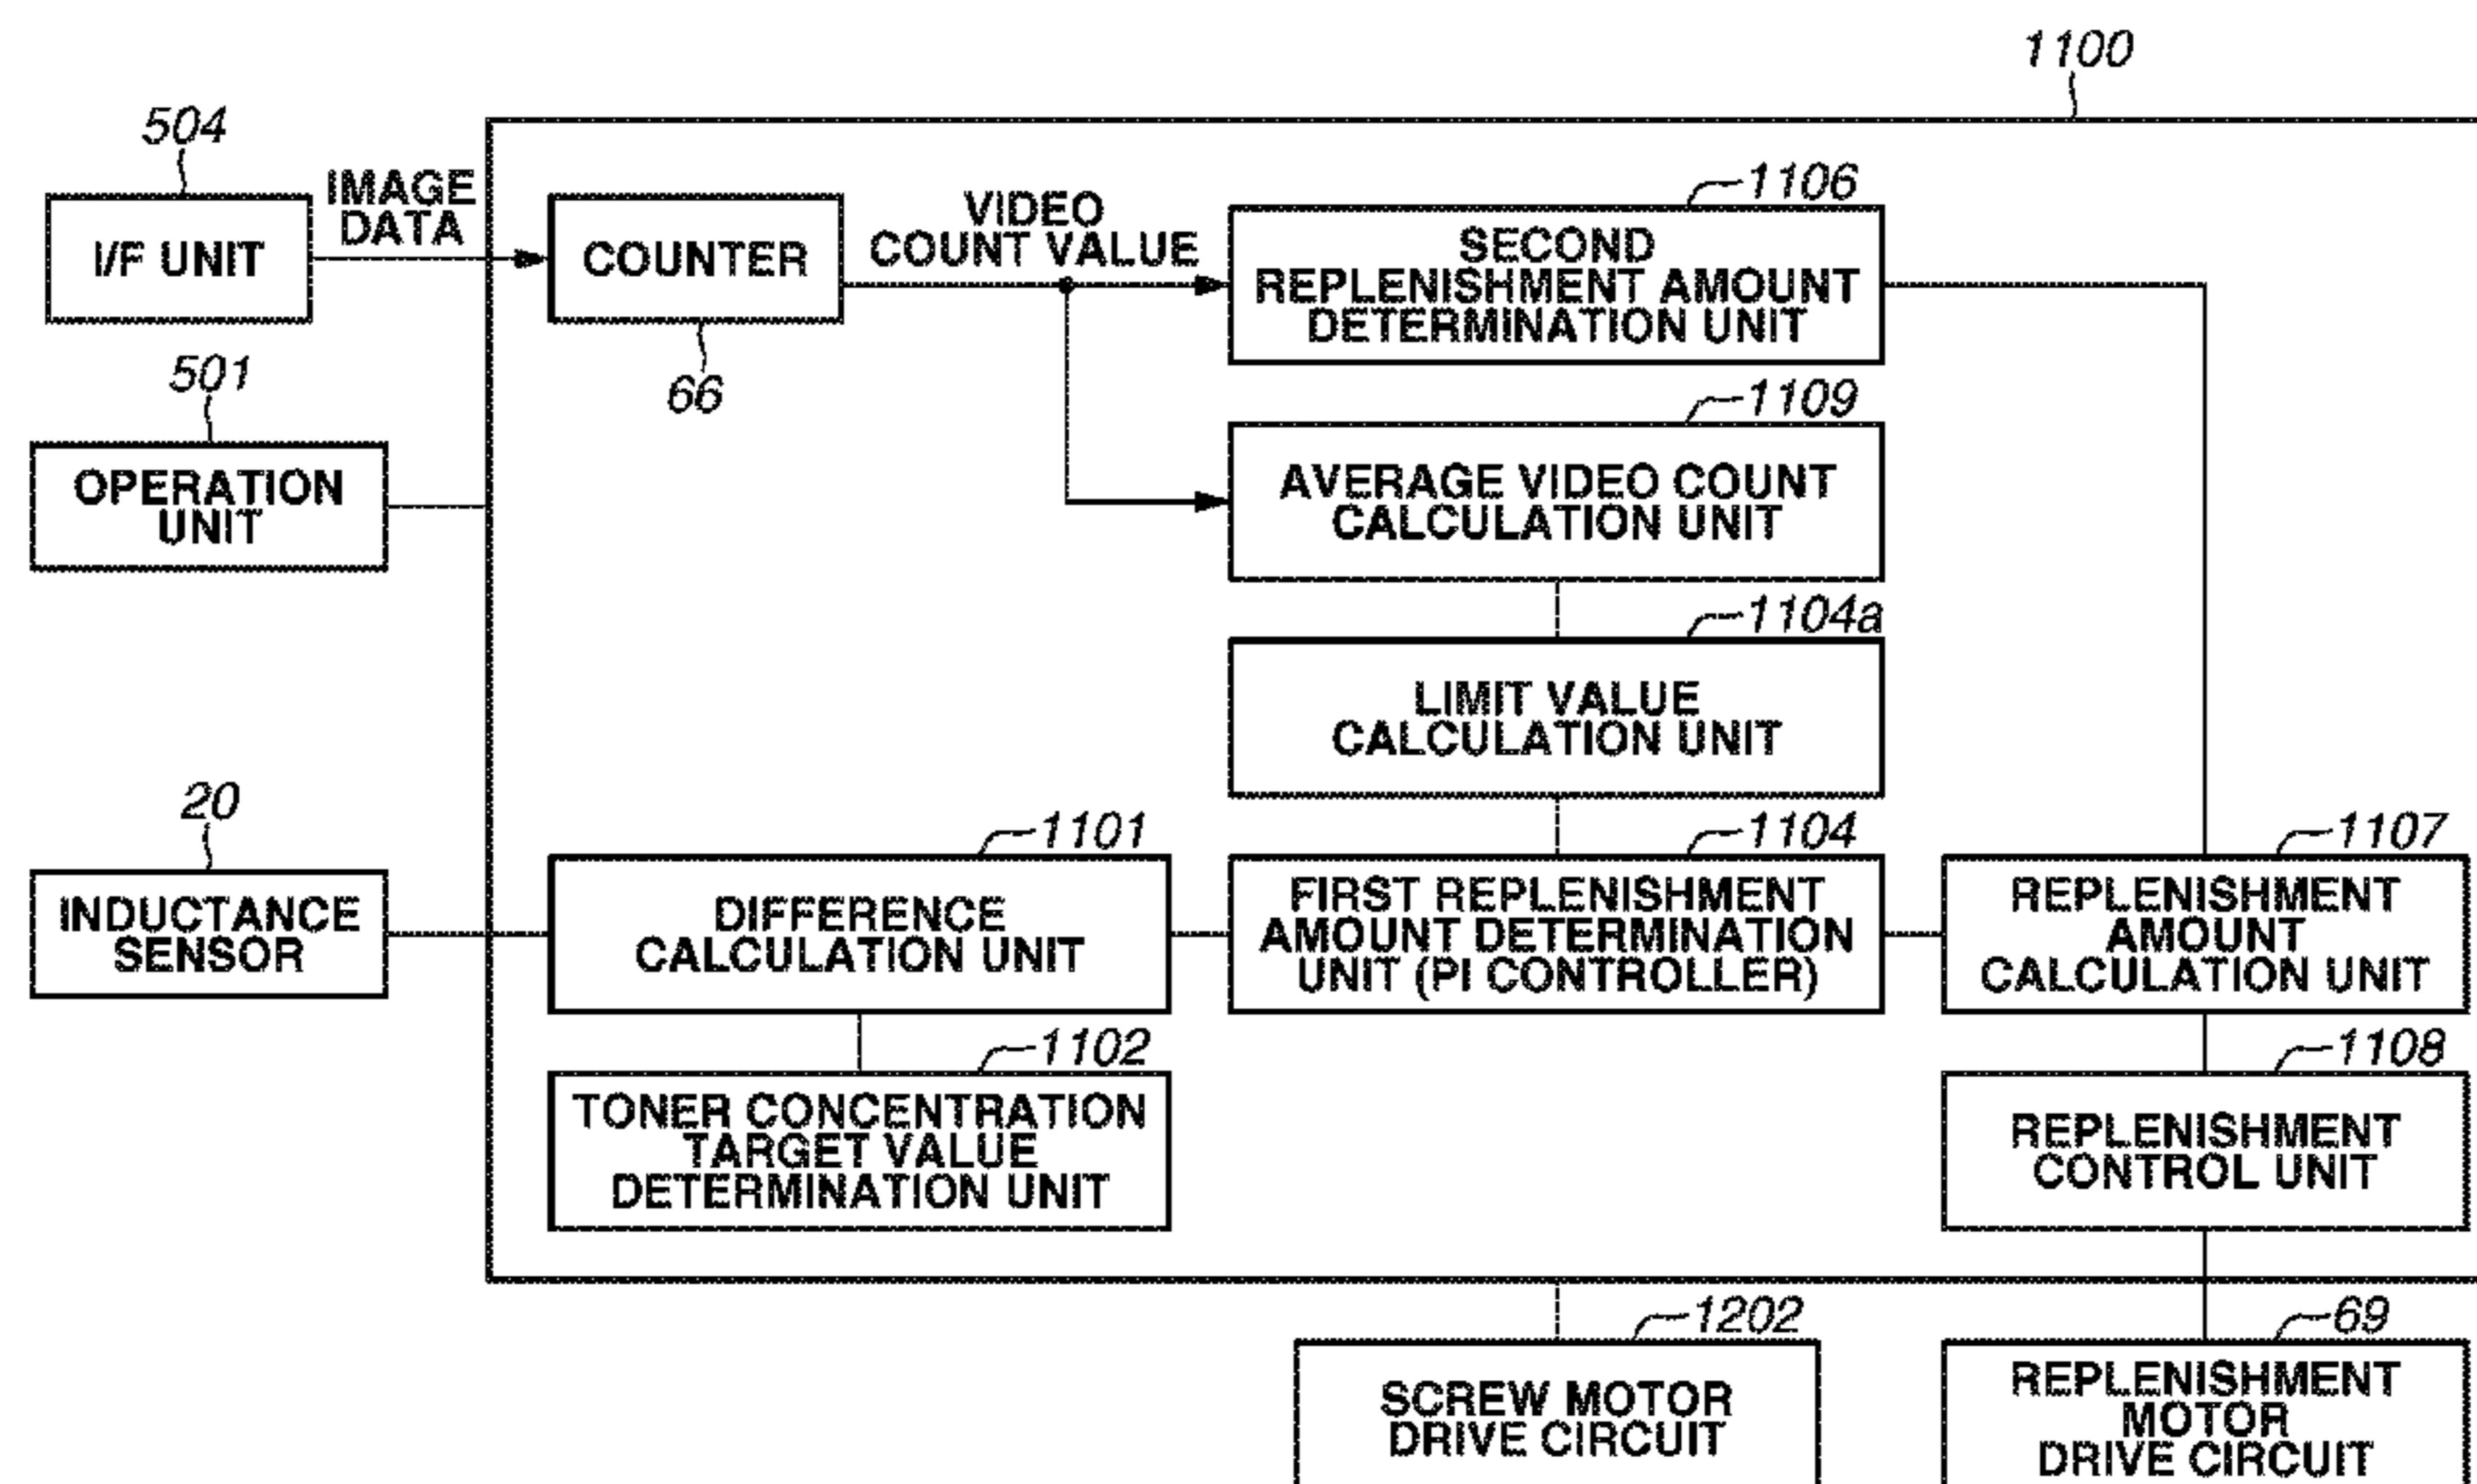 1100
504
I/F UNIT
IMAGE
DATA
COUNTER
66
VIDEO
COUNT VALUE
1106
SECOND
REPLENISHMENT AMOUNT
DETERMINATION UNIT
501
OPERATION
UNIT
1109
AVERAGE VIDEO COUNT
CALCULATION UNIT
1104a
LIMIT VALUE
CALCULATION UNIT
20
INDUCTANCE
SENSOR
1101
DIFFERENCE
CALCULATION UNIT
1104
FIRST REPLENISHMENT
AMOUNT DETERMINATION
UNIT (PI CONTROLLER)
1107
REPLENISHMENT
AMOUNT
CALCULATION UNIT
1102
TONER CONCENTRATION
TARGET VALUE
DETERMINATION UNIT
1108
REPLENISHMENT
CONTROL UNIT
1202
SCREW MOTOR
DRIVE CIRCUIT
69
REPLENISHMENT
MOTOR
DRIVE CIRCUIT